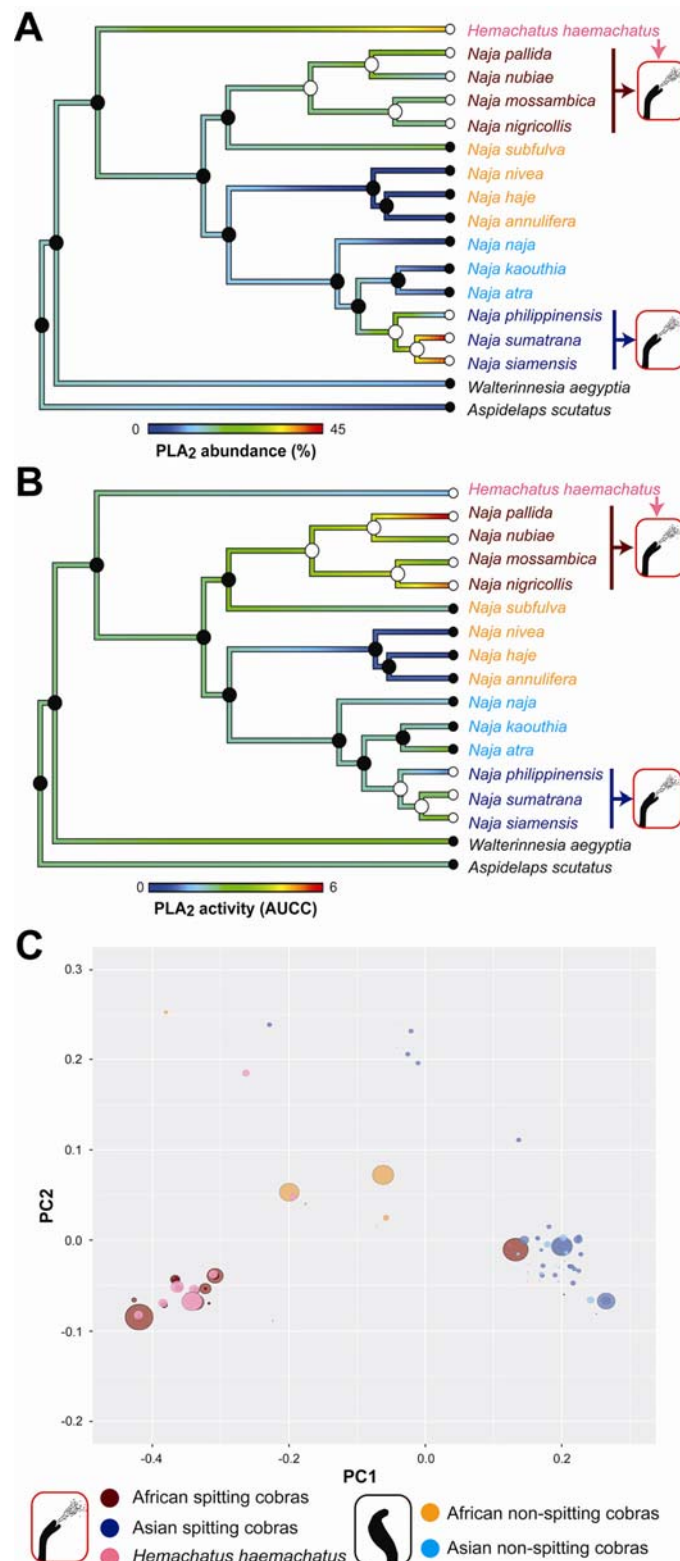 A
Hemachatus haemachatus
Naja pallida
Naja nubiae
Naja mossambica
Naja nigricollis
Naja subfulva
Naja nivea
Naja haje
Naja annulifera
Naja naja
Naja kaouthia
Naja atra
Naja philippinensis
Naja sumatrana
Naja siamensis
Walterinnesia aegyptia
Aspidelaps scutatus
0 45
PLA2 abundance (%)
B
Hemachatus haemachatus
Naja pallida
Naja nubiae
Naja mossambica
Naja nigricollis
Naja subfulva
Naja nivea
Naja haje
Naja annulifera
Naja naja
Naja kaouthia
Naja atra
Naja philippinensis
Naja sumatrana
Naja siamensis
Walterinnesia aegyptia
Aspidelaps scutatus
0 6
PLA2 activity (AUCC)
C
0.3
0.2
0.1
0.0
-0.1
-0.2
PC2
-0.4 -0.2 0.0 0.2
PC1
African spitting cobras
Asian spitting cobras
Hemachatus haemachatus
African non-spitting cobras
Asian non-spitting cobras